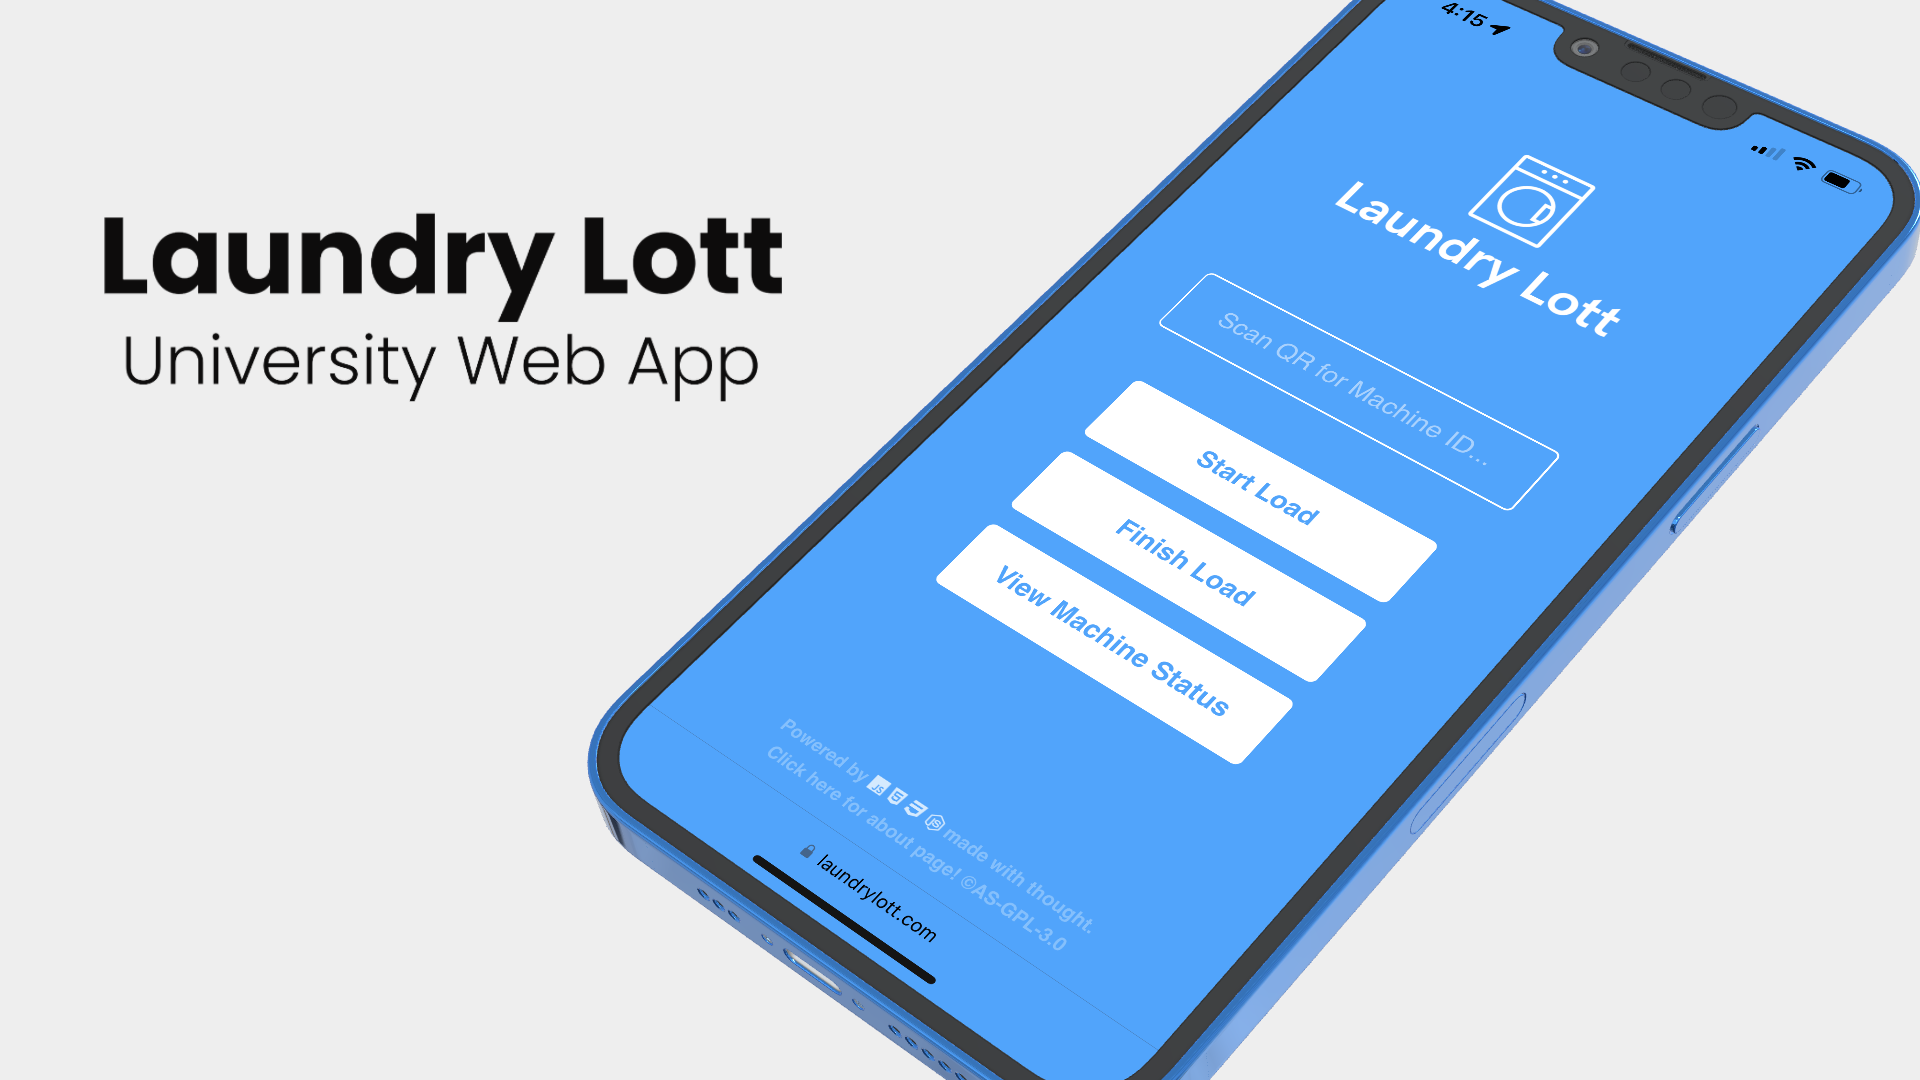 Laundry Lott
University Web App
4:15
Laundry Lott
Scan QR for Machine ID...
Start Load
Finish Load
View Machine Status
Powered by JS 5 JS made with thought.
Click here for about page! ©AS-GPL-3.0
laundrylott.com